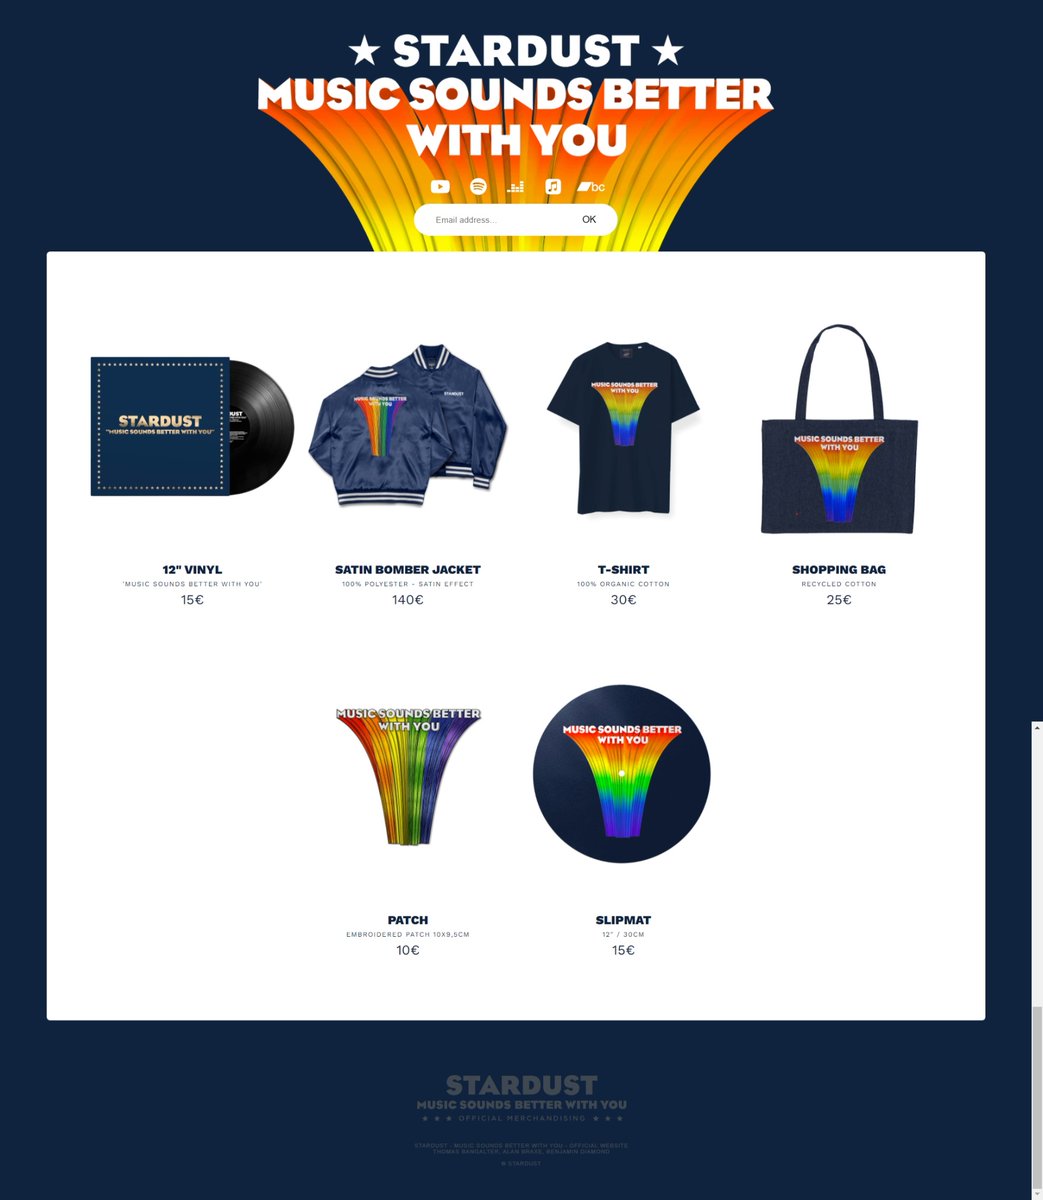 ★ STARDUST ★
MUSIC SOUNDS BETTER
WITH YOU
bc
Email address...
OK
STARDUST
"MUSIC SOUNDS BETTER WITH YOU"
MUSIC SOUNDS BETTER
WITH YOU
STARDUST
MUSIC SOUNDS BETTER
WITH YOU
MUSIC SOUNDS BETTER
WITH YOU
12" VINYL
"MUSIC SOUNDS BETTER WITH YOU"
15€
SATIN BOMBER JACKET
100% POLYESTER - SATIN EFFECT
140€
T-SHIRT
100% ORGANIC COTTON
30€
SHOPPING BAG
RECYCLED COTTON
25€
MUSIC SOUNDS BETTER
WITH YOU
MUSIC SOUNDS BETTER
WITH YOU
PATCH
EMBROIDERED PATCH 10X9,5CM
10€
SLIPMAT
12" / 30CM
15€
STARDUST
MUSIC SOUNDS BETTER WITH YOU
★ ★ ★ OFFICIAL MERCHANDISING ★ ★ ★
STARDUST - MUSIC SOUNDS BETTER WITH YOU - OFFICIAL WEBSITE
THOMAS BANGALTER, ALAN BRAXE, BENJAMIN DIAMOND
© STARDUST